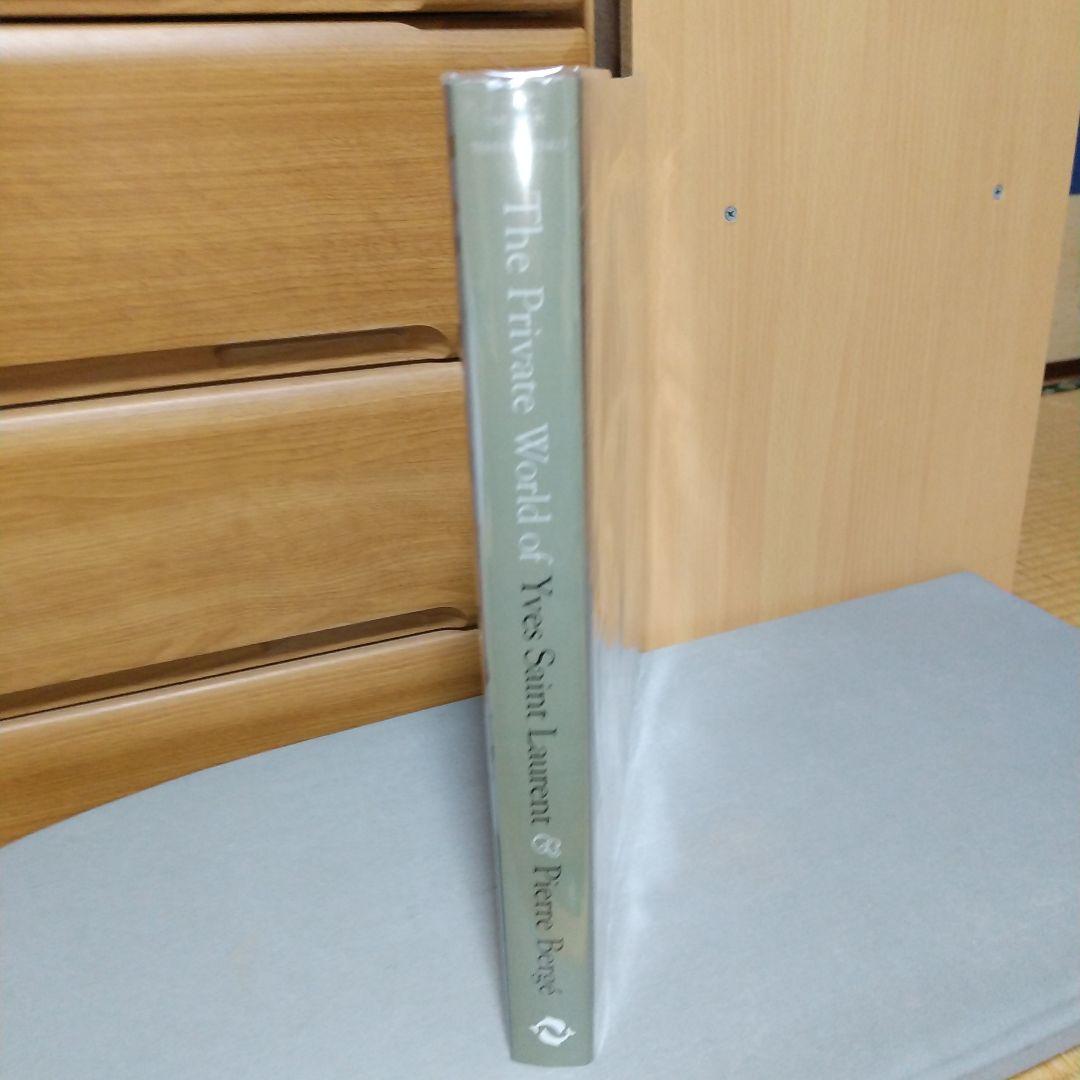 The Private World of Yves Saint Laurent & Pierre Bergé